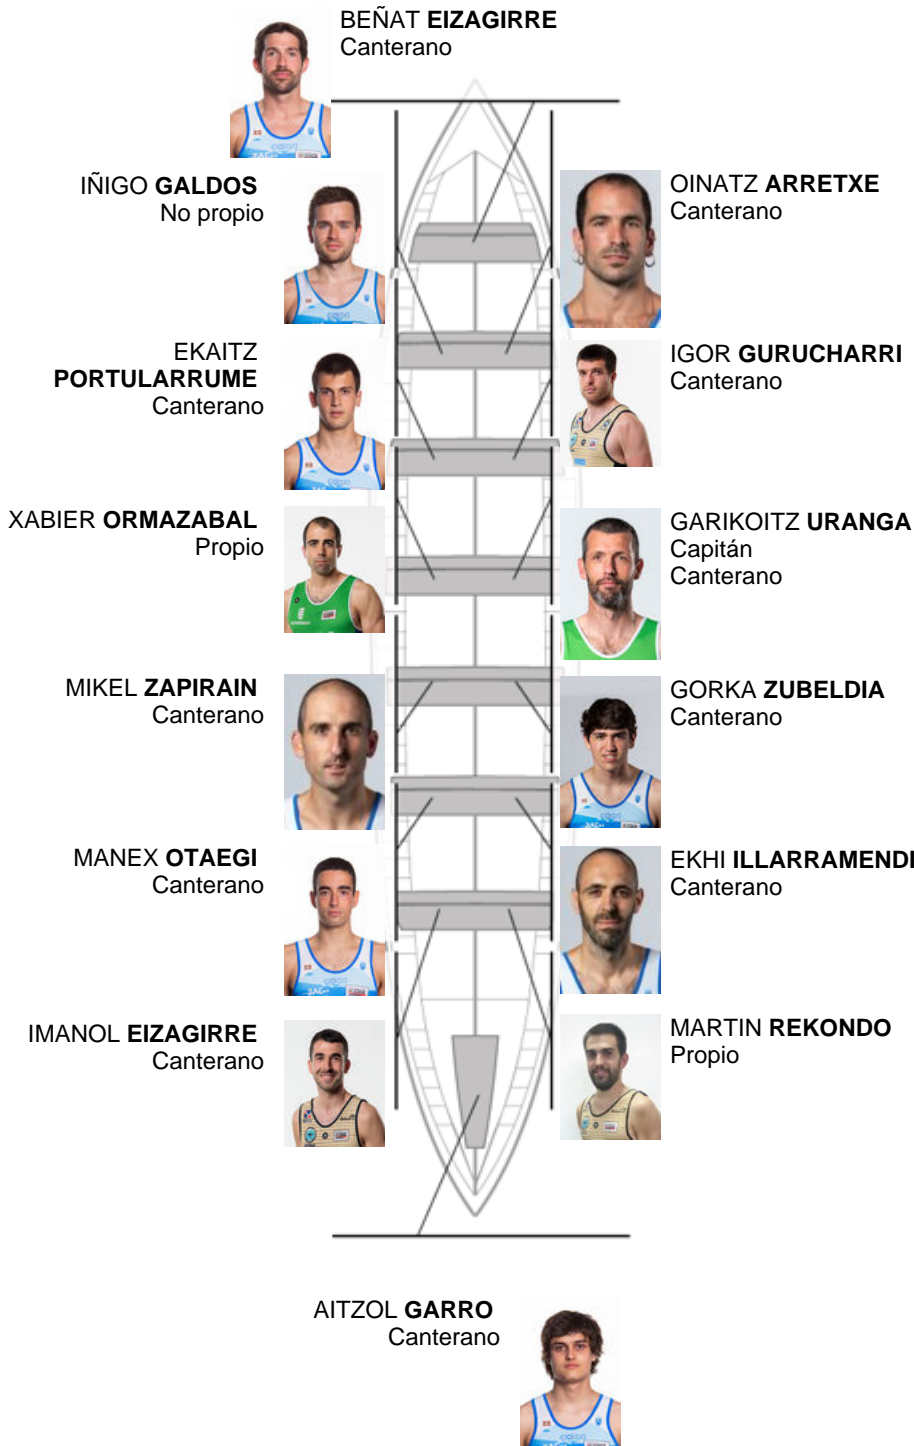 BEÑAT EIZAGIRRE
Canterano
IÑIGO GALDOS
No propio
OINATZ ARRETXE
Canterano
EKAITZ
PORTULARRUME
Canterano
IGOR GURUCHARRI
Canterano
XABIER ORMAZABAL
Propio
GARIKOITZ URANGA
Capitán
Canterano
MIKEL ZAPIRAIN
Canterano
GORKA ZUBELDIA
Canterano
MANEX OTAEGI
Canterano
EKHI ILLARRAMENDI
Canterano
IMANOL EIZAGIRRE
Canterano
MARTIN REKONDO
Propio
AITZOL GARRO
Canterano